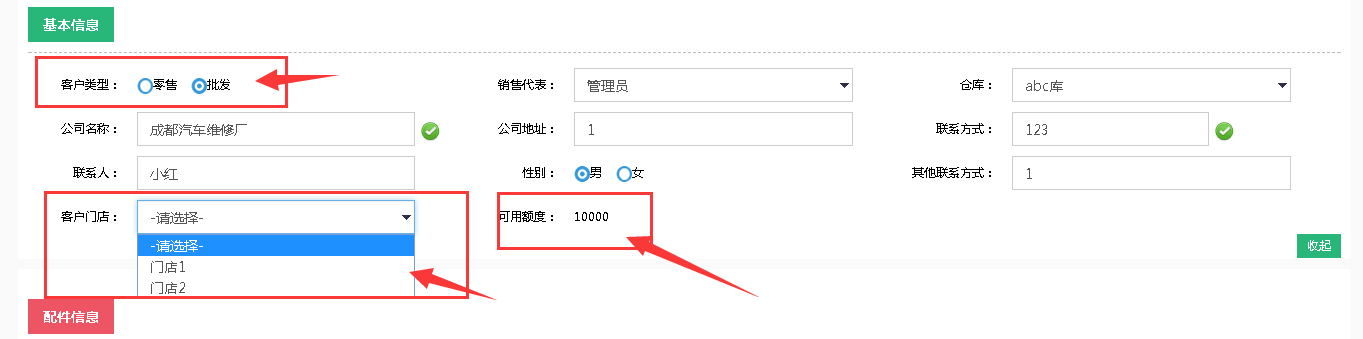 基本信息
客户类型： 零售 批发 销售代表： 管理员 仓库： abc库
公司名称： 成都汽车维修厂 公司地址： 1 联系方式： 123
联系人： 小红 性别： 男 女 其他联系方式： 1
客户门店： -请选择- 可用额度： 10000
-请选择-
收起
门店1
门店2
配件信息